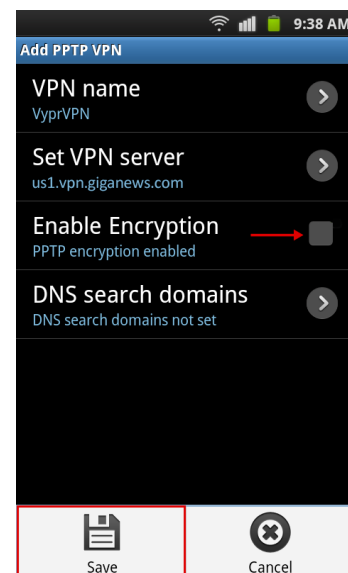 9:38 AM
Add PPTP VPN
VPN name
VyprVPN
Set VPN server
us1.vpn.giganews.com
Enable Encryption
PPTP encryption enabled
DNS search domains
DNS search domains not set
Save
Cancel